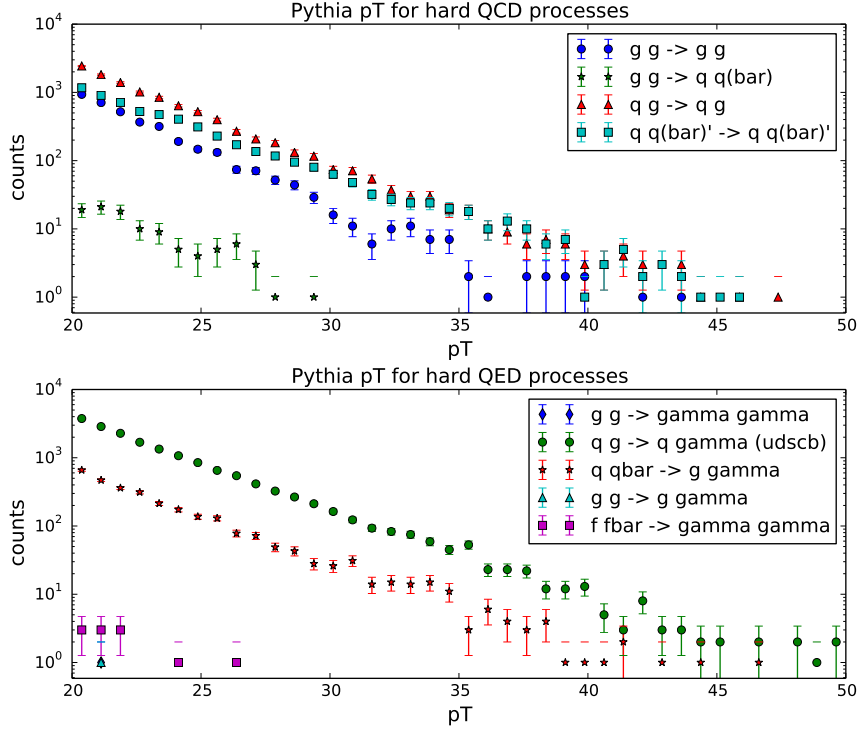 Pythia pT for hard QCD processes
10^4
10^3
10^2
10^1
10^0
counts
g g -> g g
g g -> q q(bar)
q g -> q g
q q(bar)' -> q q(bar)'
20 25 30 35 40 45 50
pT
Pythia pT for hard QED processes
10^4
10^3
10^2
10^1
10^0
counts
g g -> gamma gamma
q g -> q gamma (udscb)
q qbar -> g gamma
g g -> g gamma
f fbar -> gamma gamma
20 25 30 35 40 45 50
pT